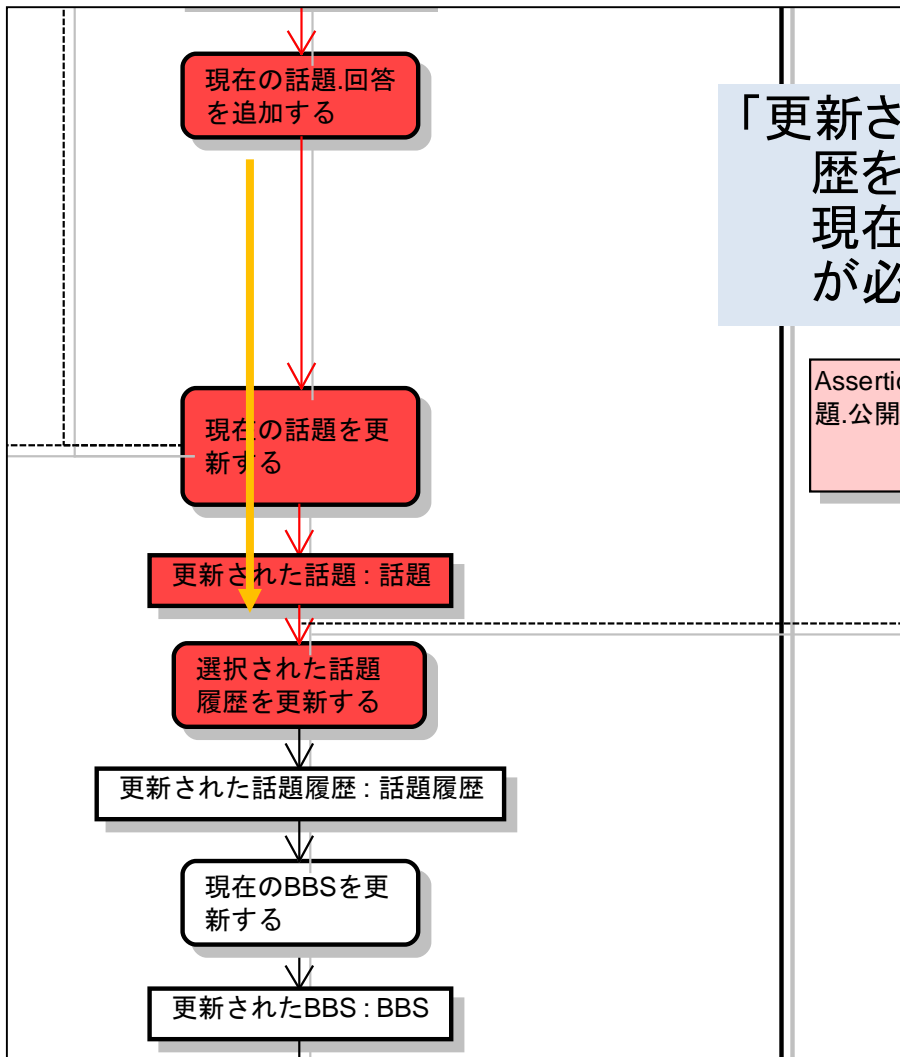 現在の話題.回答
を追加する
「更新さ
歴を
現在
が必
Assertio
題.公開
現在の話題を更
新する
更新された話題 : 話題
選択された話題
履歴を更新する
更新された話題履歴 : 話題履歴
現在のBBSを更
新する
更新されたBBS : BBS